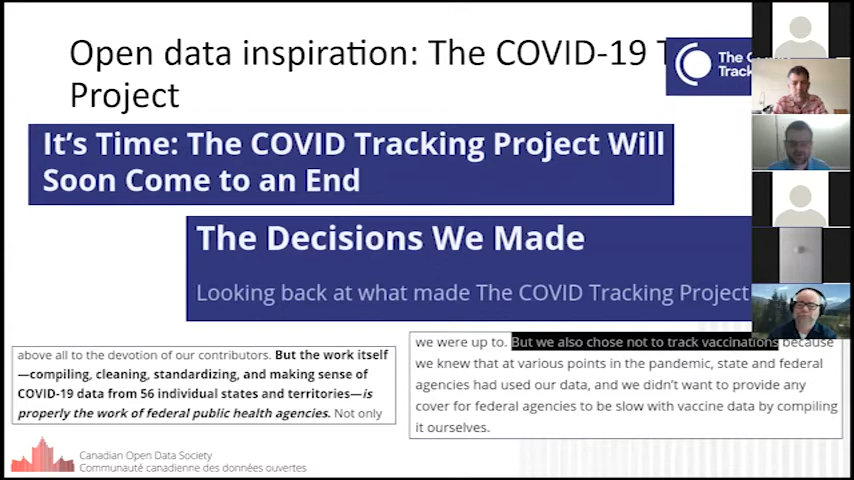 Open data inspiration: The COVID-19 T
Project
The
Track
It's Time: The COVID Tracking Project Will
Soon Come to an End
The Decisions We Made
Looking back at what made The COVID Tracking Project
above all to the devotion of our contributors. But the work itself
—compiling, cleaning, standardizing, and making sense of
COVID-19 data from 56 individual states and territories—is
properly the work of federal public health agencies. Not only
we were up to. But we also chose not to track vaccinations because
we knew that at various points in the pandemic, state and federal
agencies had used our data, and we didn't want to provide any
cover for federal agencies to be slow with vaccine data by compiling
it ourselves.
Canadian Open Data Society
Communauté canadienne des données ouvertes